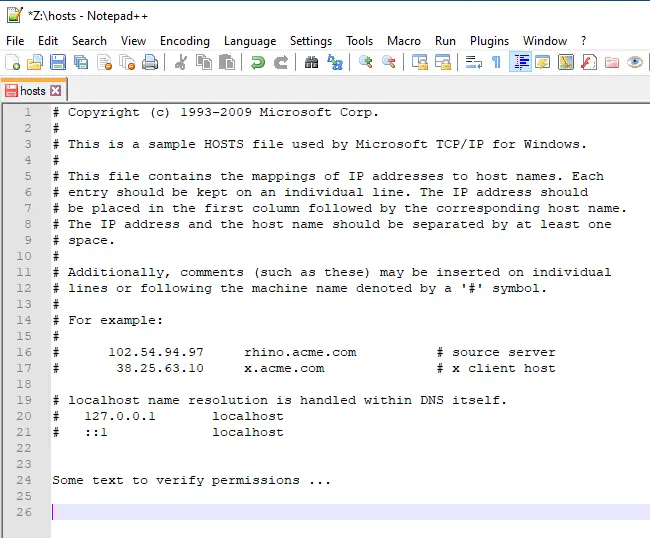 *Z:\hosts - Notepad++
File Edit Search View Encoding Language Settings Tools Macro Run Plugins Window ?
hosts
1 # Copyright (c) 1993-2009 Microsoft Corp.
2 #
3 # This is a sample HOSTS file used by Microsoft TCP/IP for Windows.
4 #
5 # This file contains the mappings of IP addresses to host names. Each
6 # entry should be kept on an individual line. The IP address should
7 # be placed in the first column followed by the corresponding host name.
8 # The IP address and the host name should be separated by at least one
9 # space.
10 #
11 # Additionally, comments (such as these) may be inserted on individual
12 # lines or following the machine name denoted by a '#' symbol.
13 #
14 # For example:
15 #
16 #      102.54.94.97     rhino.acme.com          # source server
17 #       38.25.63.10     x.acme.com              # x client host
18
19 # localhost name resolution is handled within DNS itself.
20 #   127.0.0.1       localhost
21 #   ::1             localhost
22
23
24 Some text to verify permissions ...
25
26